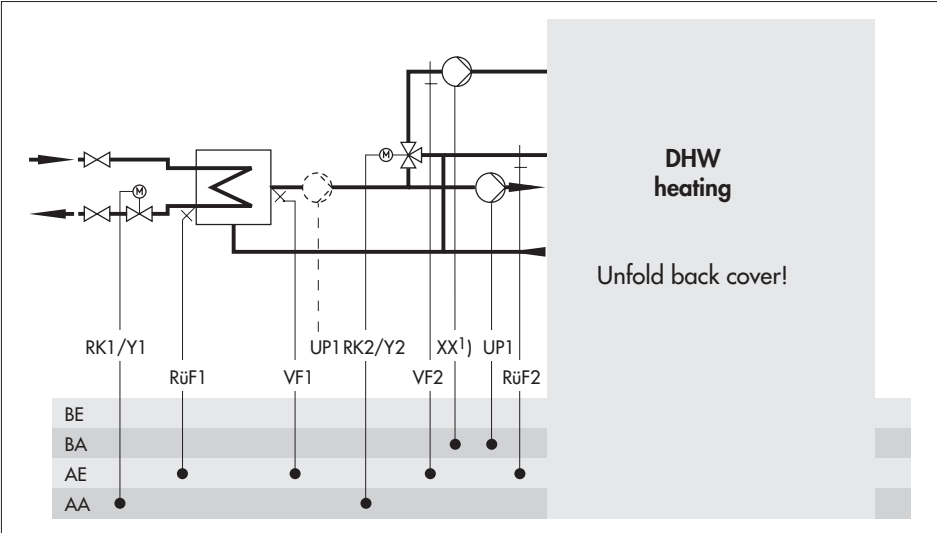 M
M
DHW
heating
Unfold back cover!
RK1/Y1 UP1 RK2/Y2 XX1) UP1
RüF1 VF1 VF2 RüF2
BE
BA
AE
AA